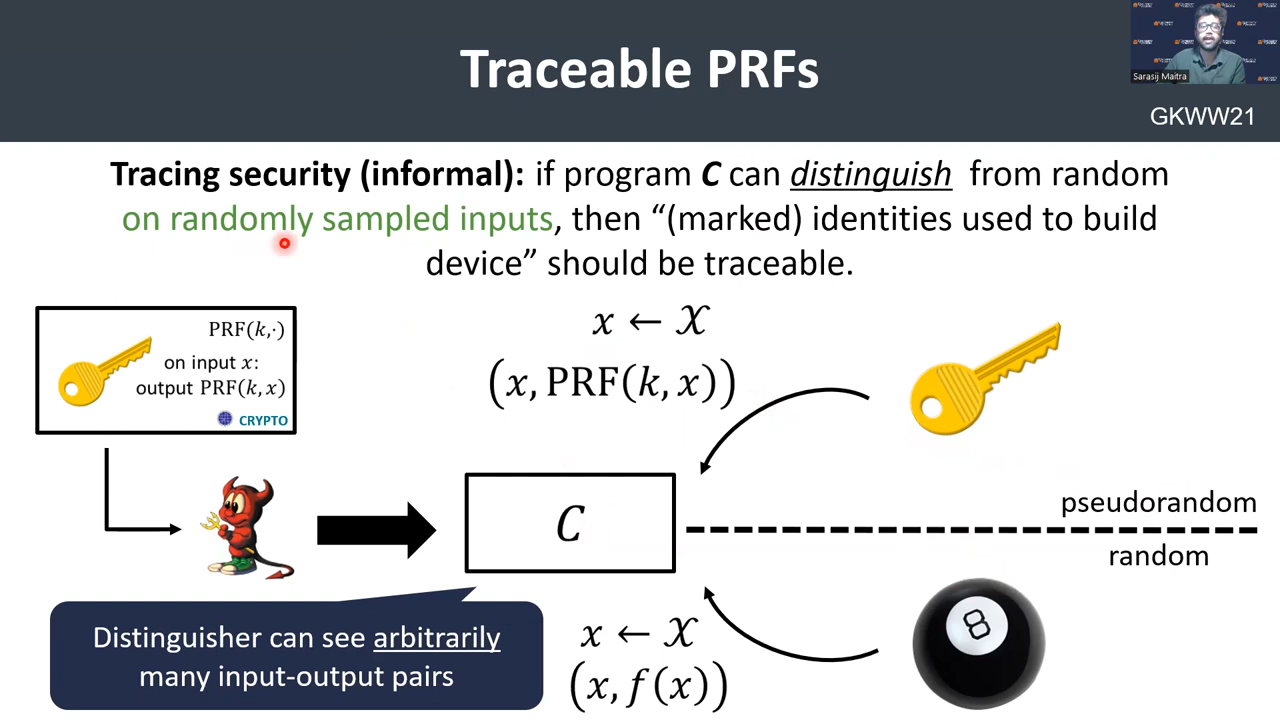 Traceable PRFs
Sarasij Maitra
GKWW21
Tracing security (informal): if program C can distinguish from random
on randomly sampled inputs, then “(marked) identities used to build
device” should be traceable.
PRF(k,·)
on input x:
output PRF(k, x)
CRYPTO
x ← 𝒳
(x, PRF(k, x))
C
pseudorandom
random
8
Distinguisher can see arbitrarily
many input-output pairs
x ← 𝒳
(x, f(x))